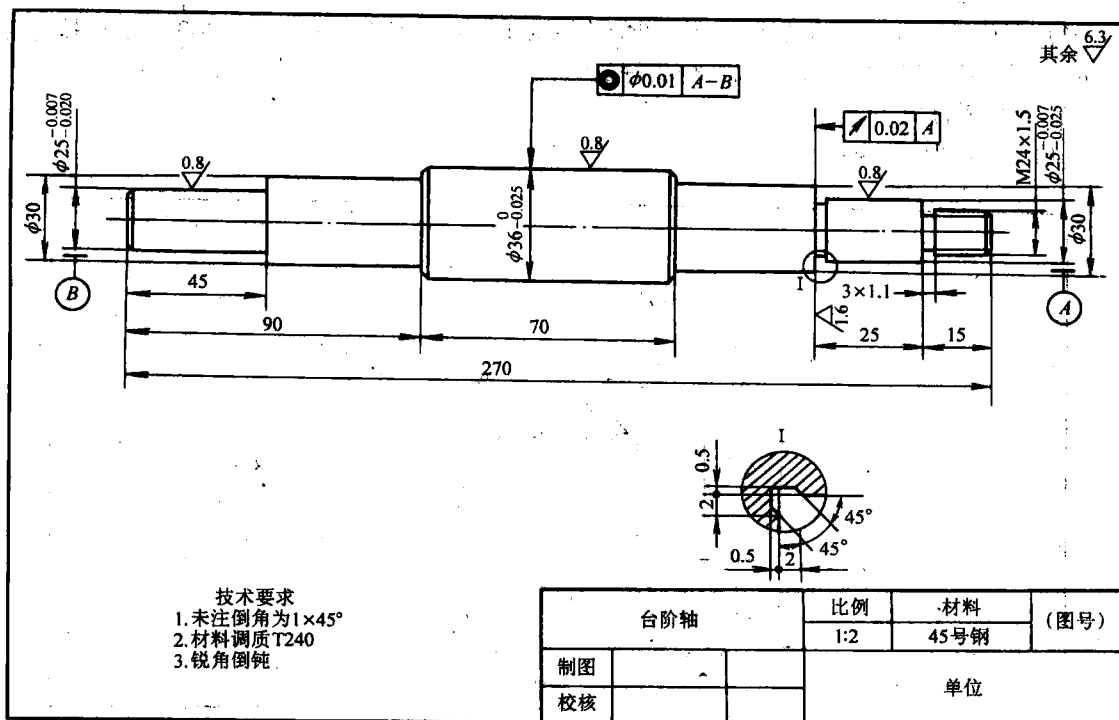 其余 6.3
◎ φ0.01 A-B
↗ 0.02 A
φ30
φ25 -0.007 -0.020
0.8
0.8
0.8
φ36 0 -0.025
M24×1.5
φ25 -0.007 -0.025
φ30
B
A
I
1.6
3×1.1
45
90
70
25
15
270
I
0.5
2
45°
45°
0.5
2
技术要求
1.未注倒角为1×45°
2.材料调质T240
3.锐角倒钝
台阶轴
比例
材料
(图号)
1:2
45号钢
制图
校核
单位